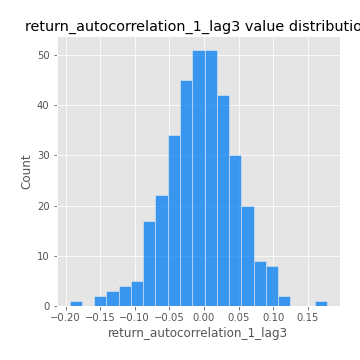 return_autocorrelation_1_lag3 value distributio
50
40
30
20
10
0
Count
−0.20 −0.15 −0.10 −0.05 0.00 0.05 0.10 0.15
return_autocorrelation_1_lag3